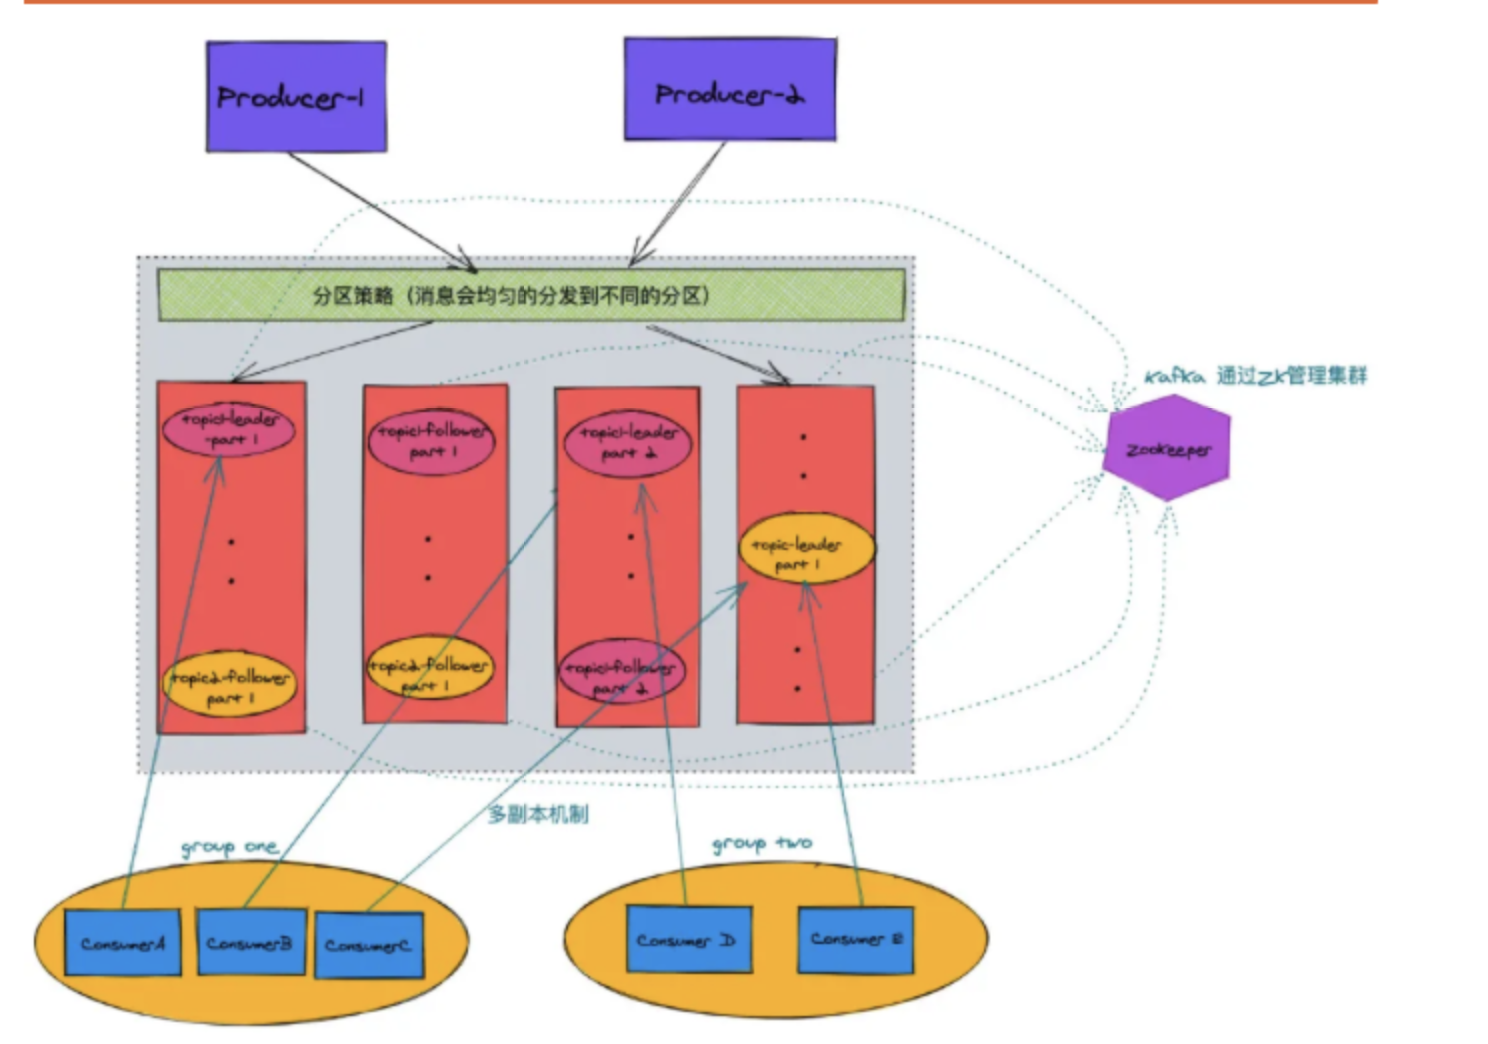 Producer-1
Producer-2
分区策略（消息会均匀的分发到不同的分区）
kafka 通过ZK管理集群
topic1-leader
-part 1
topic1-follower
part 1
topic1-leader
part 2
zookeeper
topic-leader
part 1
topic2-follower
part 1
topic2-follower
part 1
topic1-follower
part 2
多副本机制
group one
group two
ConsumerA
ConsumerB
ConsumerC
Consumer D
Consumer E